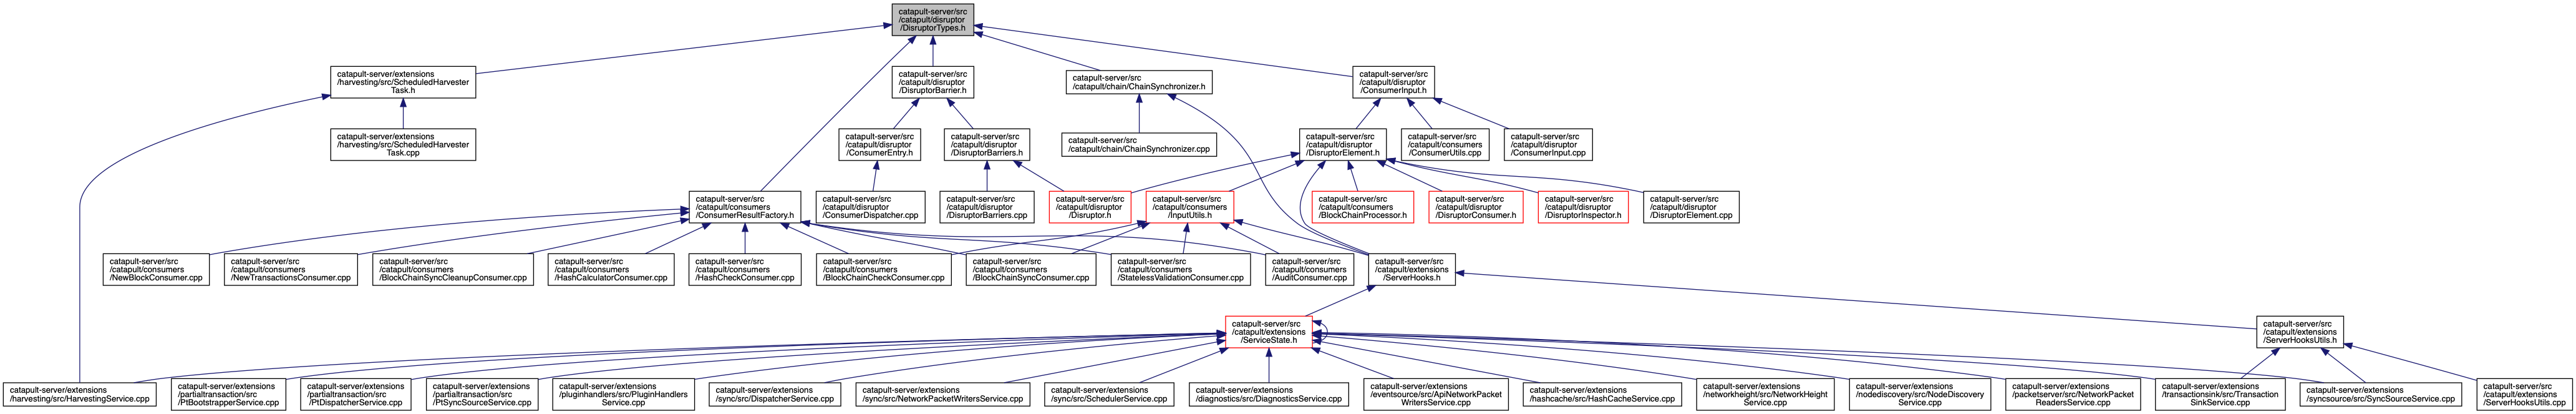 catapult-server/src
/catapult/disruptor
/DisruptorTypes.h
catapult-server/extensions
/harvesting/src/ScheduledHarvester
Task.h
catapult-server/src
/catapult/disruptor
/DisruptorBarrier.h
catapult-server/src
/catapult/chain/ChainSynchronizer.h
catapult-server/src
/catapult/disruptor
/ConsumerInput.h
catapult-server/extensions
/harvesting/src/ScheduledHarvester
Task.cpp
catapult-server/src
/catapult/disruptor
/ConsumerEntry.h
catapult-server/src
/catapult/disruptor
/DisruptorBarriers.h
catapult-server/src
/catapult/chain/ChainSynchronizer.cpp
catapult-server/src
/catapult/disruptor
/DisruptorElement.h
catapult-server/src
/catapult/consumers
/ConsumerUtils.cpp
catapult-server/src
/catapult/disruptor
/ConsumerInput.cpp
catapult-server/src
/catapult/consumers
/ConsumerResultFactory.h
catapult-server/src
/catapult/disruptor
/ConsumerDispatcher.cpp
catapult-server/src
/catapult/disruptor
/DisruptorBarriers.cpp
catapult-server/src
/catapult/disruptor
/Disruptor.h
catapult-server/src
/catapult/consumers
/InputUtils.h
catapult-server/src
/catapult/consumers
/BlockChainProcessor.h
catapult-server/src
/catapult/disruptor
/DisruptorConsumer.h
catapult-server/src
/catapult/disruptor
/DisruptorInspector.h
catapult-server/src
/catapult/disruptor
/DisruptorElement.cpp
catapult-server/src
/catapult/consumers
/NewBlockConsumer.cpp
catapult-server/src
/catapult/consumers
/NewTransactionsConsumer.cpp
catapult-server/src
/catapult/consumers
/BlockChainSyncCleanupConsumer.cpp
catapult-server/src
/catapult/consumers
/HashCalculatorConsumer.cpp
catapult-server/src
/catapult/consumers
/HashCheckConsumer.cpp
catapult-server/src
/catapult/consumers
/BlockChainCheckConsumer.cpp
catapult-server/src
/catapult/consumers
/BlockChainSyncConsumer.cpp
catapult-server/src
/catapult/consumers
/StatelessValidationConsumer.cpp
catapult-server/src
/catapult/consumers
/AuditConsumer.cpp
catapult-server/src
/catapult/extensions
/ServerHooks.h
catapult-server/src
/catapult/extensions
/ServiceState.h
catapult-server/src
/catapult/extensions
/ServerHooksUtils.h
catapult-server/extensions
/harvesting/src/HarvestingService.cpp
catapult-server/extensions
/partialtransaction/src
/PtBootstrapperService.cpp
catapult-server/extensions
/partialtransaction/src
/PtDispatcherService.cpp
catapult-server/extensions
/partialtransaction/src
/PtSyncSourceService.cpp
catapult-server/extensions
/pluginhandlers/src/PluginHandlers
Service.cpp
catapult-server/extensions
/sync/src/DispatcherService.cpp
catapult-server/extensions
/sync/src/NetworkPacketWritersService.cpp
catapult-server/extensions
/sync/src/SchedulerService.cpp
catapult-server/extensions
/diagnostics/src/DiagnosticsService.cpp
catapult-server/extensions
/eventsource/src/ApiNetworkPacket
WritersService.cpp
catapult-server/extensions
/hashcache/src/HashCacheService.cpp
catapult-server/extensions
/networkheight/src/NetworkHeight
Service.cpp
catapult-server/extensions
/nodediscovery/src/NodeDiscovery
Service.cpp
catapult-server/extensions
/packetserver/src/NetworkPacket
ReadersService.cpp
catapult-server/extensions
/transactionsink/src/Transaction
SinkService.cpp
catapult-server/extensions
/syncsource/src/SyncSourceService.cpp
catapult-server/src
/catapult/extensions
/ServerHooksUtils.cpp